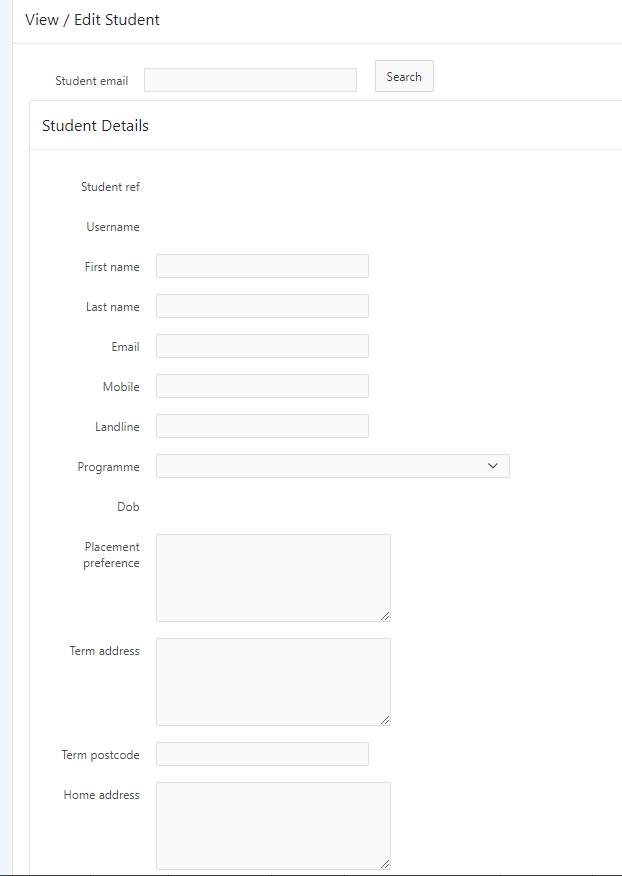 View / Edit Student
Student email
Search
Student Details
Student ref
Username
First name
Last name
Email
Mobile
Landline
Programme
Dob
Placement
preference
Term address
Term postcode
Home address